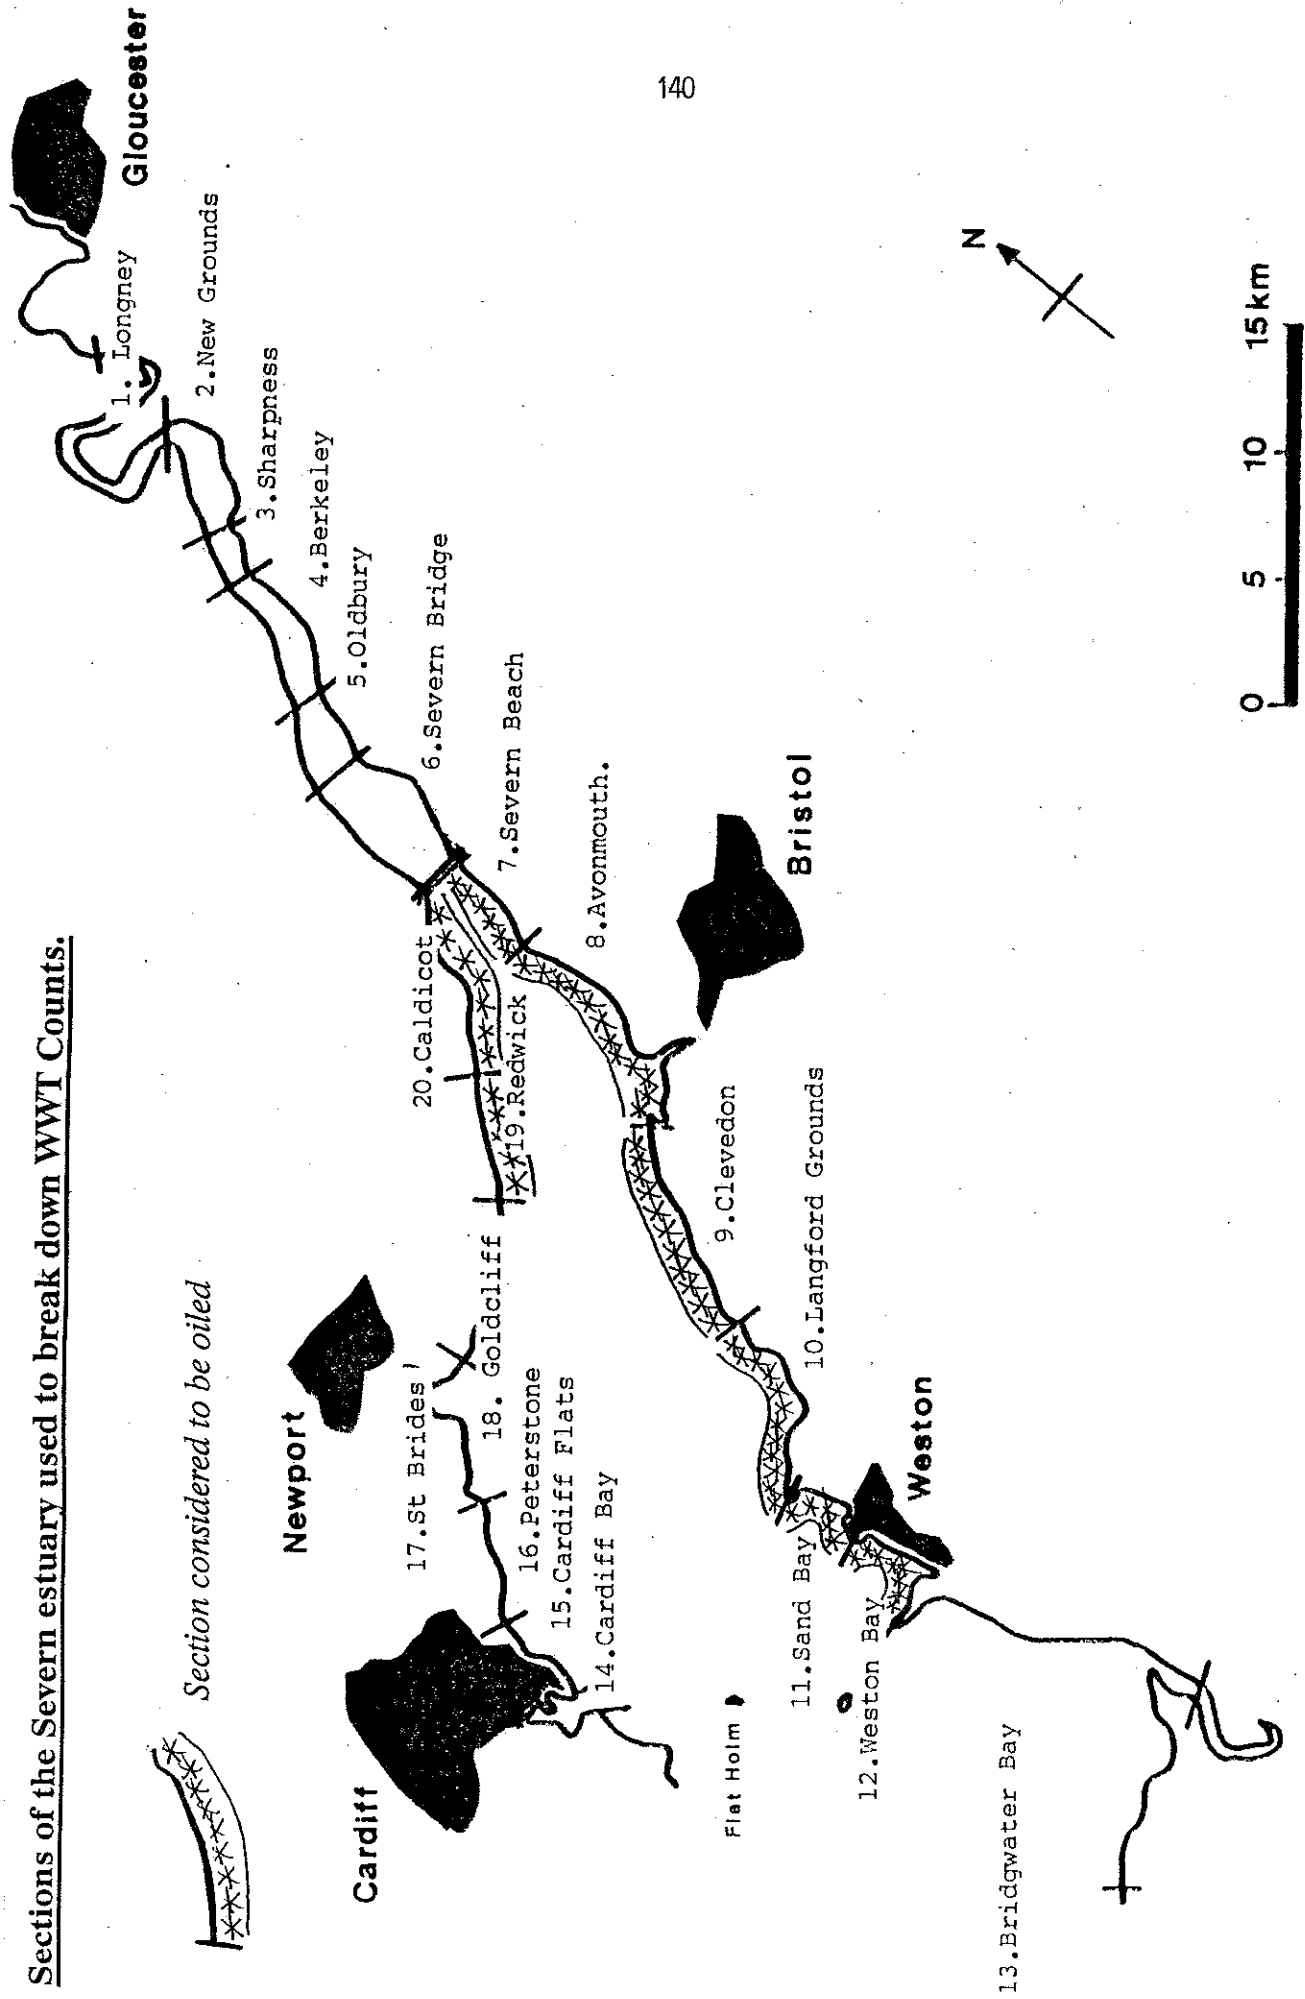 140
Sections of the Severn estuary used to break down WWT Counts.
Section considered to be oiled
Gloucester
1. Longney
2.New Grounds
3.Sharpness
4.Berkeley
5.Oldbury
6.Severn Bridge
7.Severn Beach
8.Avonmouth.
Bristol
20.Caldicot
19.Redwick
9.Clevedon
10.Langford Grounds
Newport
18. Goldcliff
17.St Brides
16.Peterstone
15.Cardiff Flats
14.Cardiff Bay
Cardiff
Weston
11.Sand Bay
12.Weston Bay
Flat Holm
13.Bridgwater Bay
N
0 5 10 15km